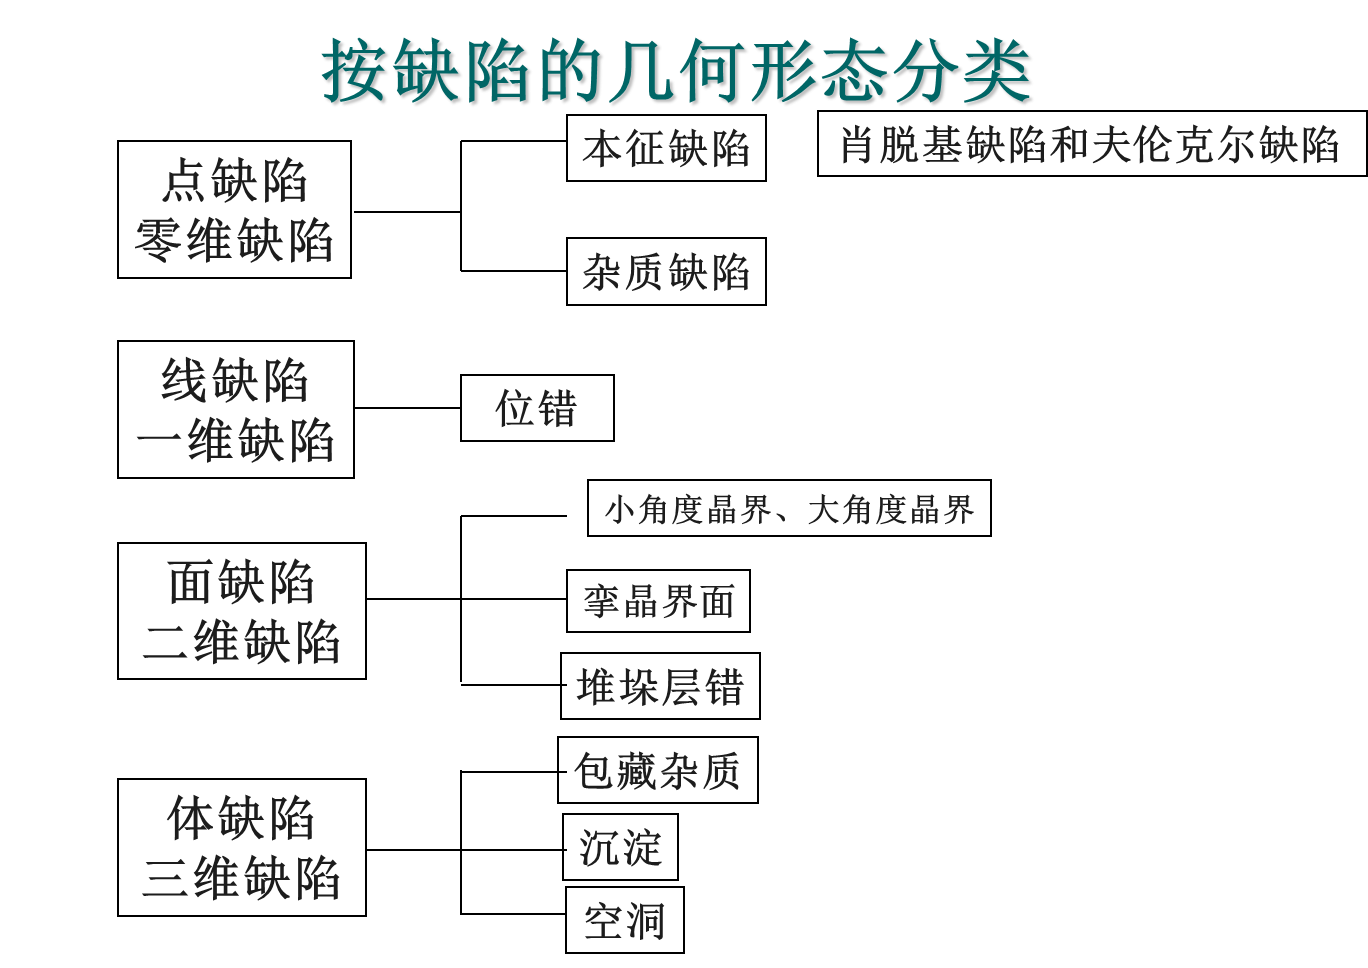 按缺陷的几何形态分类
点缺陷
零维缺陷
本征缺陷
肖脱基缺陷和夫伦克尔缺陷
杂质缺陷
线缺陷
一维缺陷
位错
面缺陷
二维缺陷
小角度晶界、大角度晶界
孪晶界面
堆垛层错
体缺陷
三维缺陷
包藏杂质
沉淀
空洞